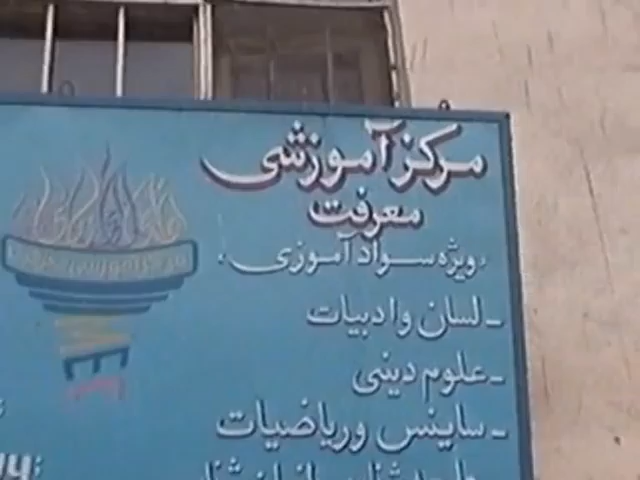 مرکز آموزشی
معرفت
«ویژه سواد آموزی»
- لسان و ادبیات
- علوم دینی
- ساینس و ریاضیات